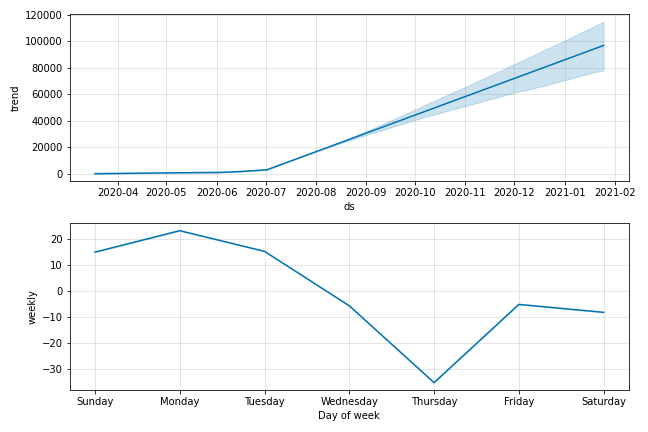 120000
100000
80000
60000
40000
20000
0
trend
2020-04 2020-05 2020-06 2020-07 2020-08 2020-09 2020-10 2020-11 2020-12 2021-01 2021-02
ds
20
10
0
−10
−20
−30
weekly
Sunday Monday Tuesday Wednesday Thursday Friday Saturday
Day of week